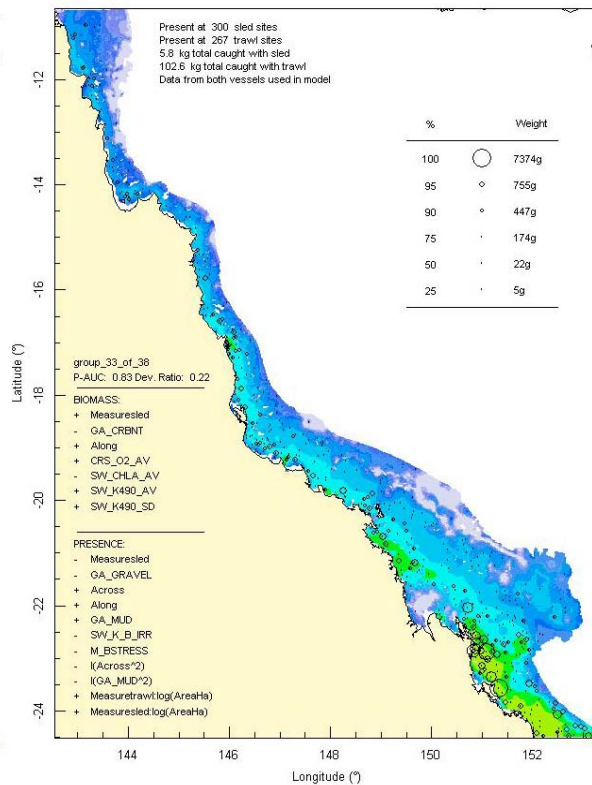 Present at 300 sled sites
Present at 267 trawl sites
5.8 kg total caught with sled
102.6 kg total caught with trawl
Data from both vessels used in model
% Weight
100 7374g
95 755g
90 447g
75 174g
50 22g
25 5g
group_33_of_38
P-AUC: 0.83 Dev. Ratio: 0.22
BIOMASS:
+ Measuresled
- GA_CRBNT
+ Along
+ CRS_O2_AV
- SW_CHLA_AV
+ SW_K490_AV
+ SW_K490_SD
PRESENCE:
- Measuresled
- GA_GRAVEL
+ Across
+ Along
+ GA_MUD
- SW_K_B_IRR
- M_BSTRESS
- I(Across^2)
- I(GA_MUD^2)
+ Measuretrawl:log(AreaHa)
+ Measuresled:log(AreaHa)
Latitude (°)
-12
-14
-16
-18
-20
-22
-24
144 146 148 150 152
Longitude (°)